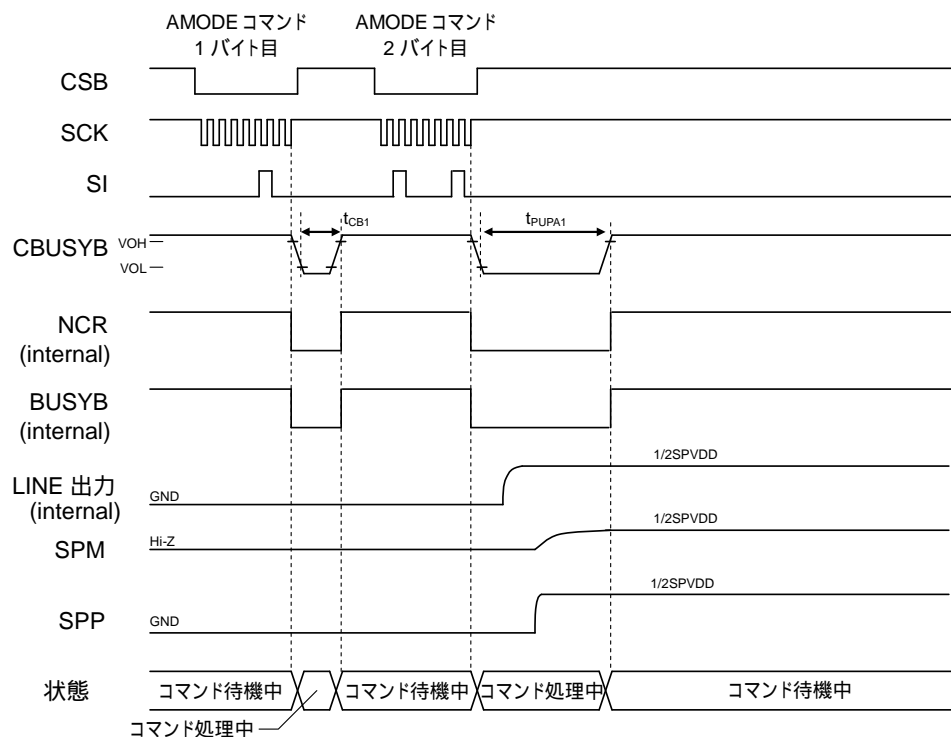 AMODE コマンド
1 バイト目
AMODE コマンド
2 バイト目
CSB
SCK
SI
tCB1
tPUPA1
CBUSYB
VOH
VOL
NCR
(internal)
BUSYB
(internal)
LINE 出力
(internal)
GND
1/2SPVDD
SPM
Hi-Z
1/2SPVDD
SPP
GND
1/2SPVDD
状態
コマンド待機中
コマンド待機中
コマンド処理中
コマンド待機中
コマンド処理中